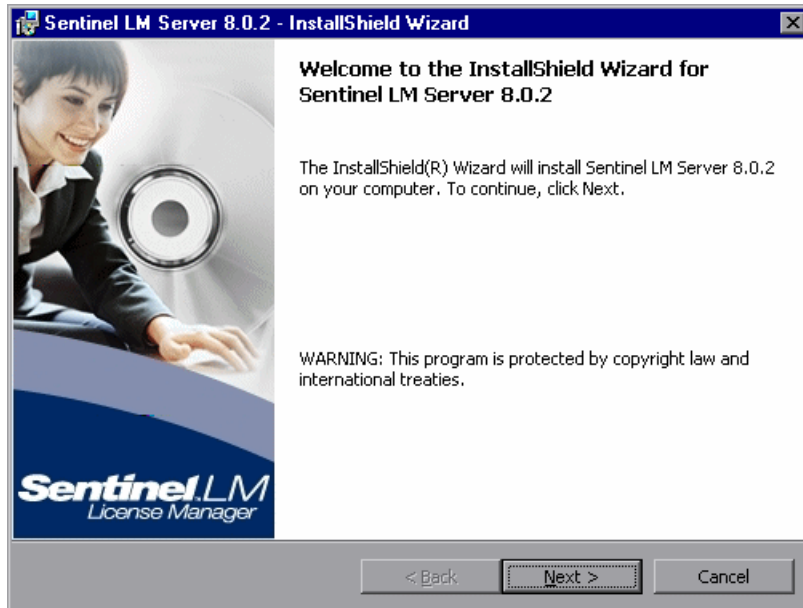 Sentinel LM Server 8.0.2 - InstallShield Wizard
Welcome to the InstallShield Wizard for
Sentinel LM Server 8.0.2
The InstallShield(R) Wizard will install Sentinel LM Server 8.0.2
on your computer. To continue, click Next.
WARNING: This program is protected by copyright law and
international treaties.
Sentinel.LM
License Manager
< Back
Next >
Cancel